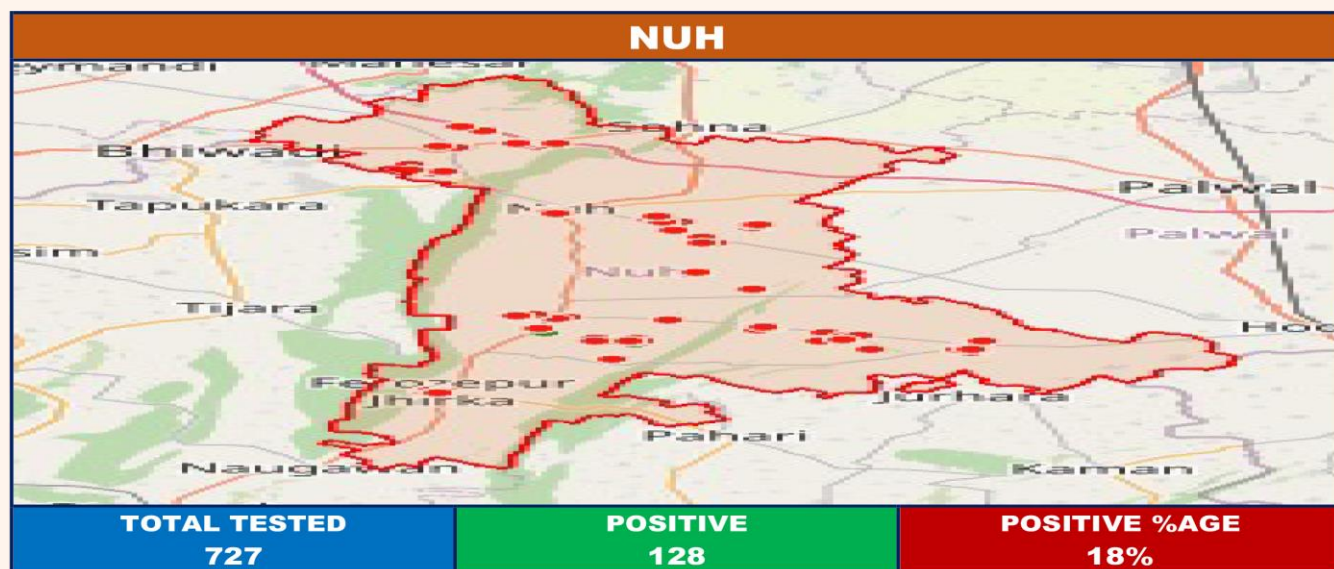 NUH
Sohna
Bhiwadi
Palwal
Tapukara
Nuh
Palwal
Nuh
Tijara
Ferozepur
Jhirka
Jurhara
Pahari
Naugawan
Kaman
TOTAL TESTED
727
POSITIVE
128
POSITIVE %AGE
18%